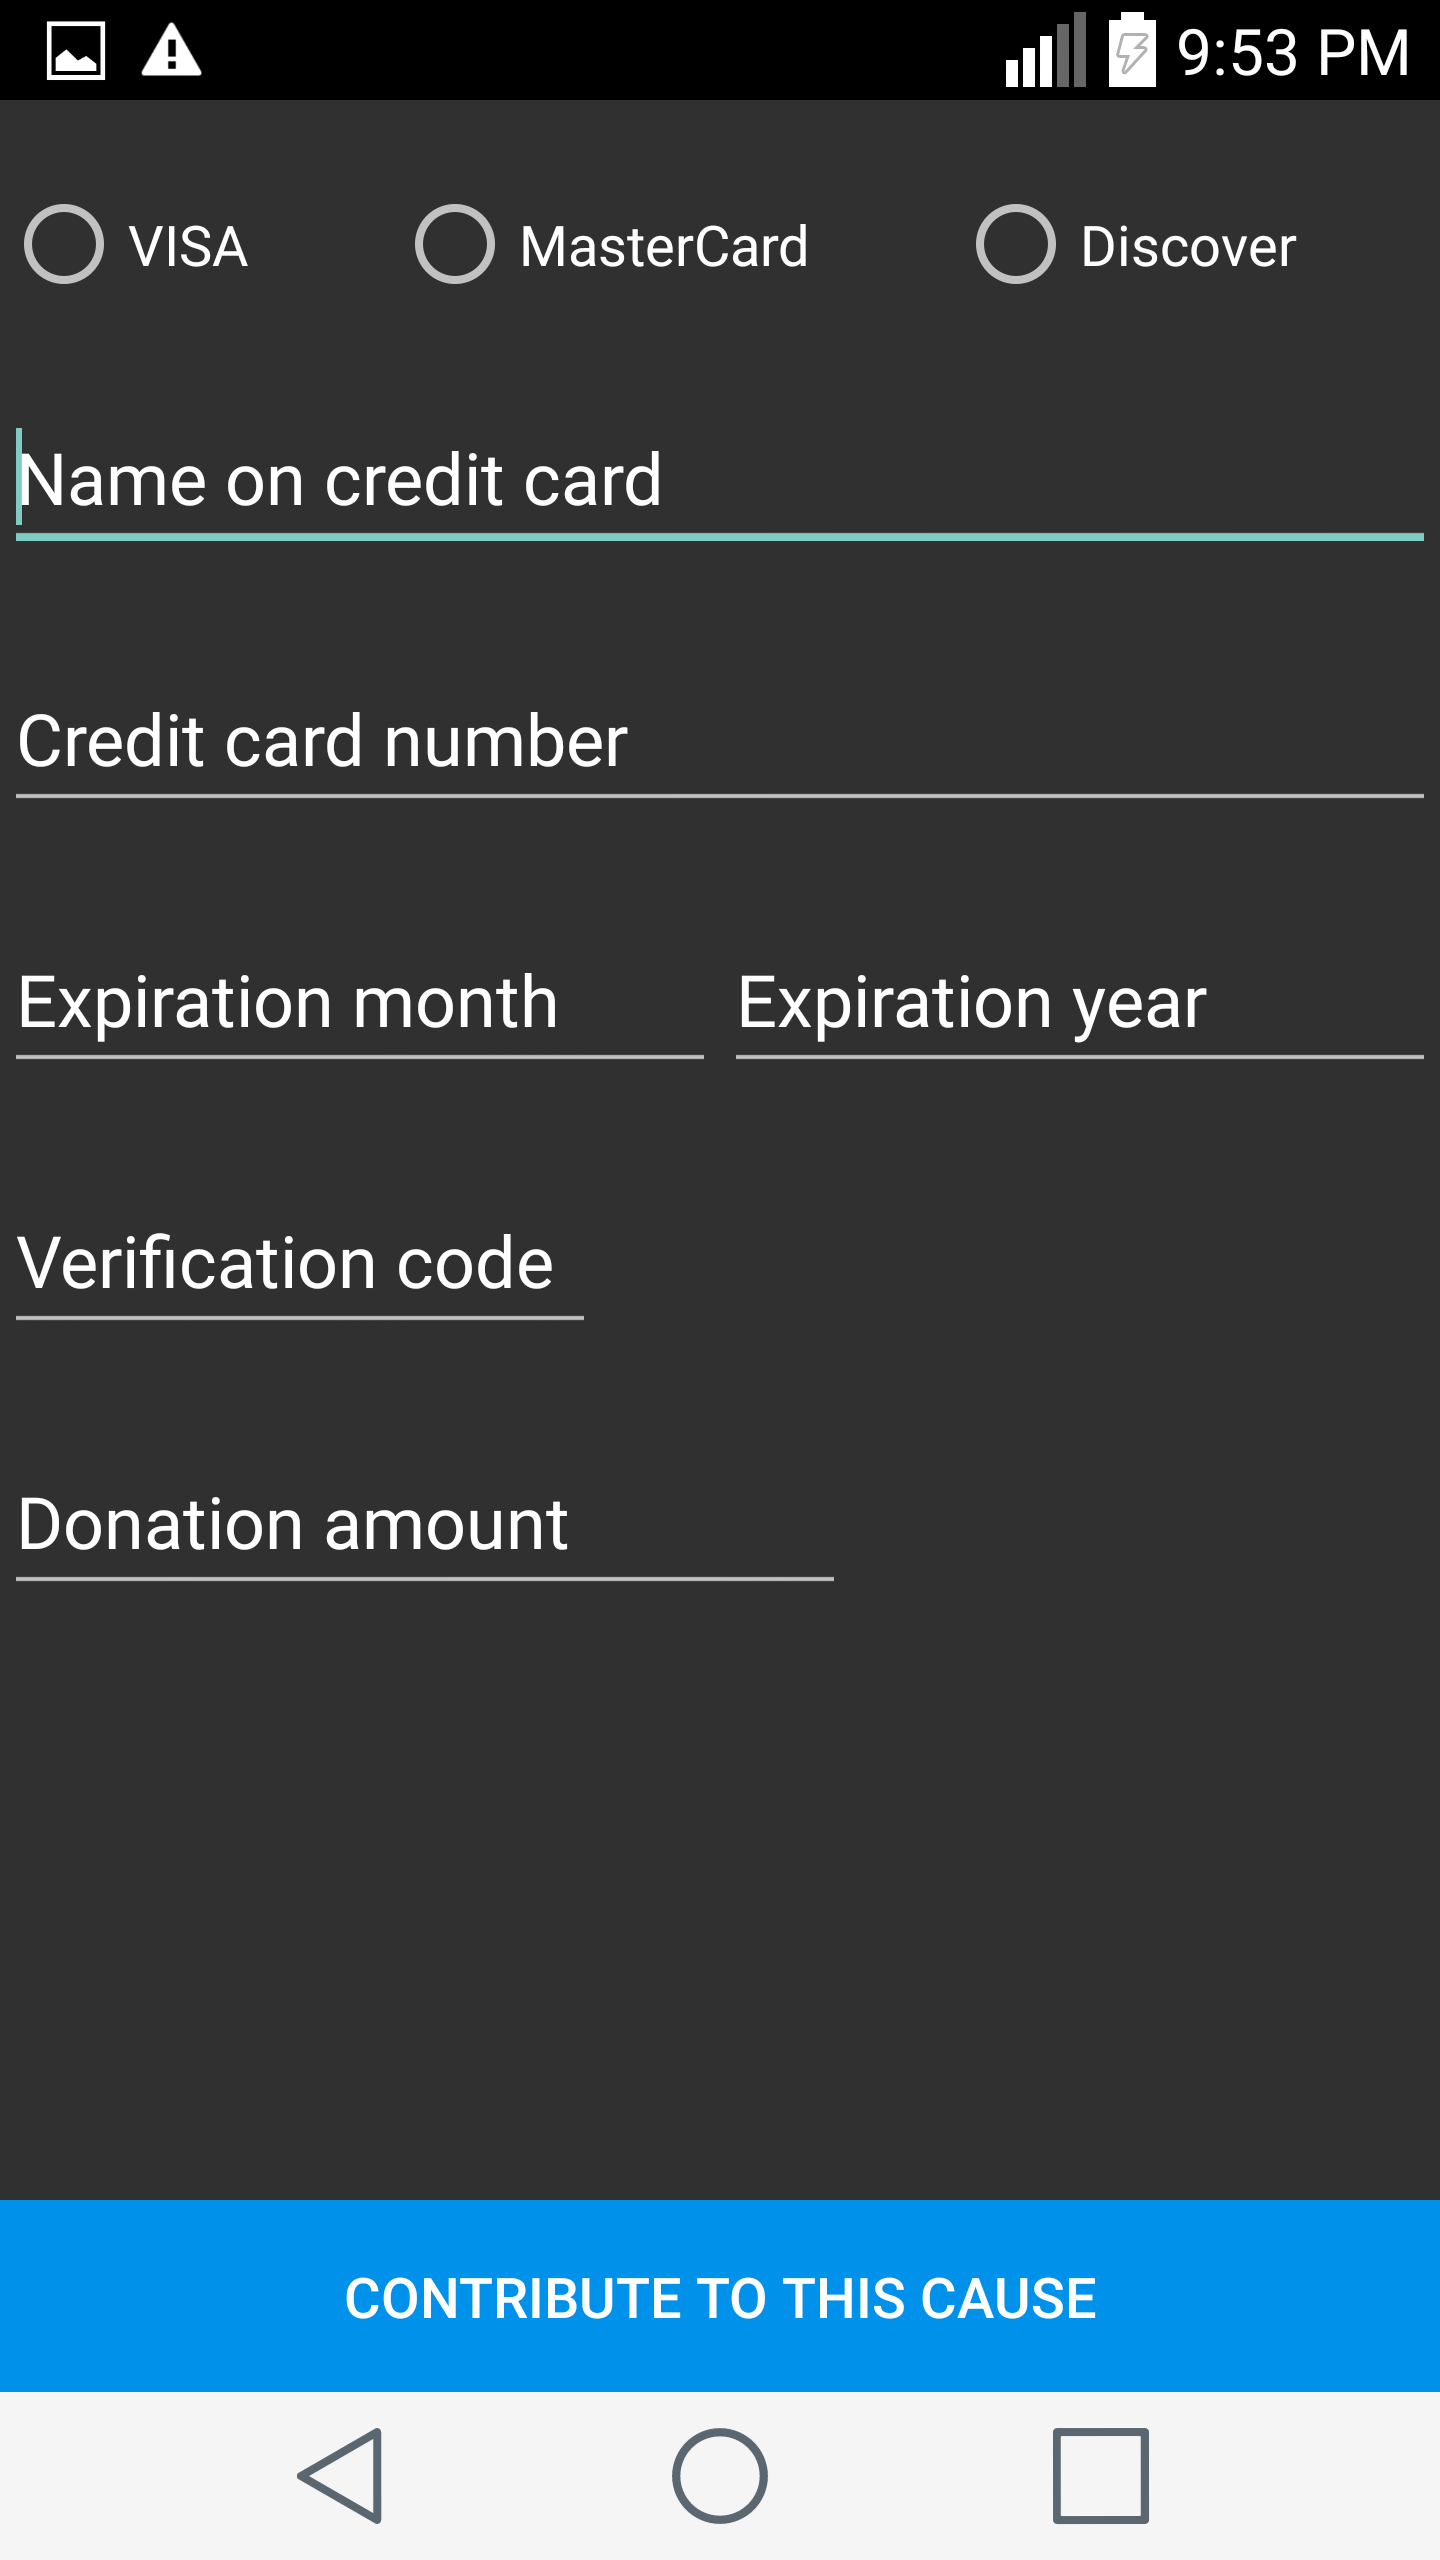 9:53 PM
VISA MasterCard Discover
Name on credit card
Credit card number
Expiration month Expiration year
Verification code
Donation amount
CONTRIBUTE TO THIS CAUSE